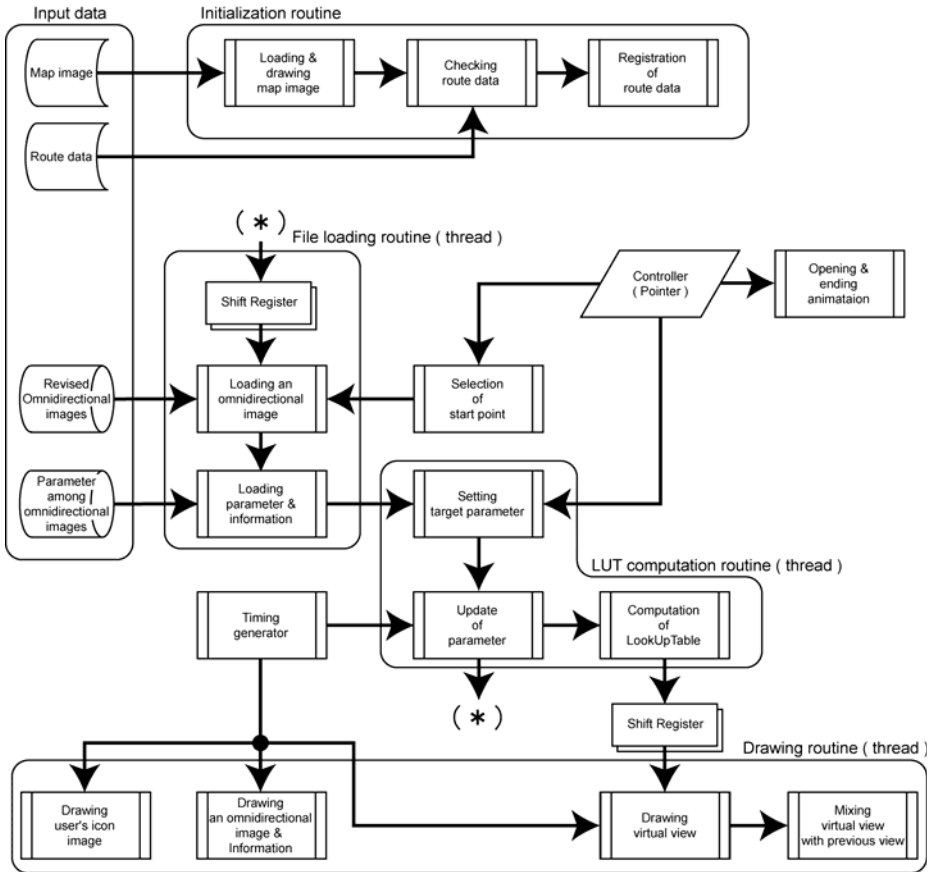 Input data
Initialization routine
Map image
Loading &
drawing
map image
Checking
route data
Registration
of
route data
Route data
( * )
File loading routine ( thread )
Shift Register
Controller
( Pointer )
Opening &
ending
animataion
Revised
Omnidirectional
images
Loading an
omnidirectional
image
Selection
of
start point
Parameter
among
omnidirectional
images
Loading
parameter &
information
Setting
target parameter
LUT computation routine ( thread )
Timing
generator
Update
of
parameter
Computation
of
LookUpTable
( * )
Shift Register
Drawing routine ( thread )
Drawing
user's icon
image
Drawing
an omnidirectional
image &
Information
Drawing
virtual view
Mixing
virtual view
with previous view